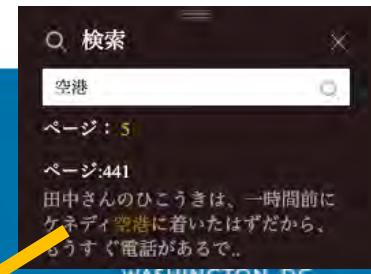 検索
空港
ページ： 5
ページ:441
田中さんのひこうきは、一時間前に
ケネディ空港に着いたはずだから、
もうすぐ電話があるで..
WASHINGTON, DC